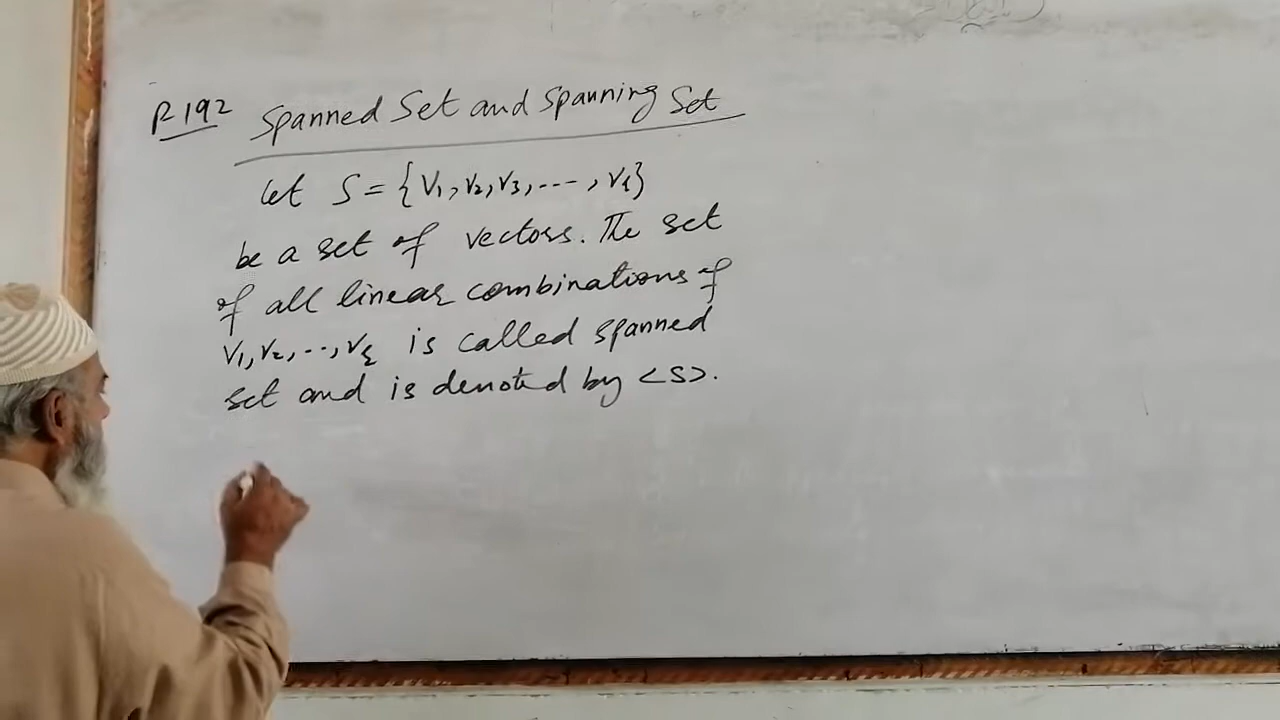 P.192 Spanned Set and Spanning Set
Let S = {V₁, V₂, V₃, ----, Vₖ}
be a set of vectors. The set
of all linear combinations of
V₁, V₂, ..., Vₖ is called spanned
set and is denoted by <S>.